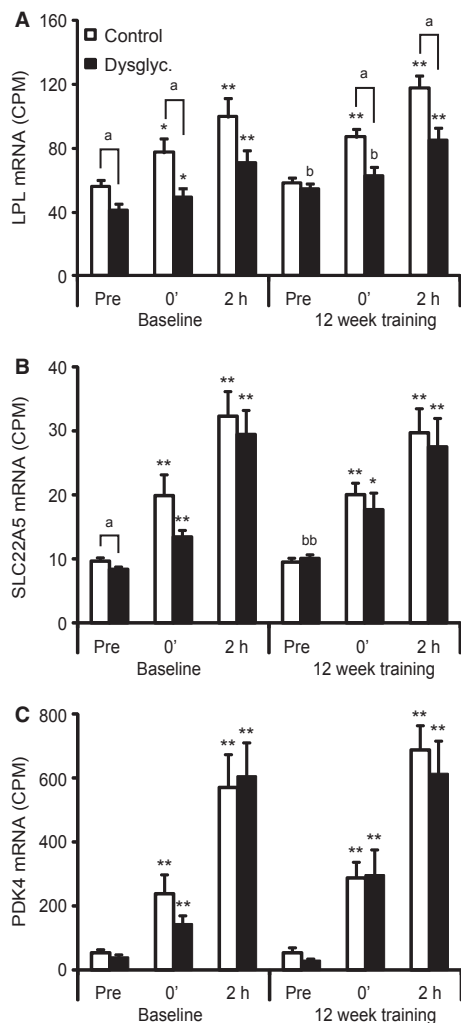 A
160
Control
Dysglyc.
a
a
**
a
**
120
a
**
**
*
**
80
a
*
b
b
40
0
LPL mRNA (CPM)
Pre 0' 2 h Pre 0' 2 h
Baseline 12 week training
B
40
**
**
**
**
30
**
**
*
20
**
a
bb
10
0
SLC22A5 mRNA (CPM)
Pre 0' 2 h Pre 0' 2 h
Baseline 12 week training
C
800
**
**
**
**
600
400
**
**
**
**
200
0
PDK4 mRNA (CPM)
Pre 0' 2 h Pre 0' 2 h
Baseline 12 week training